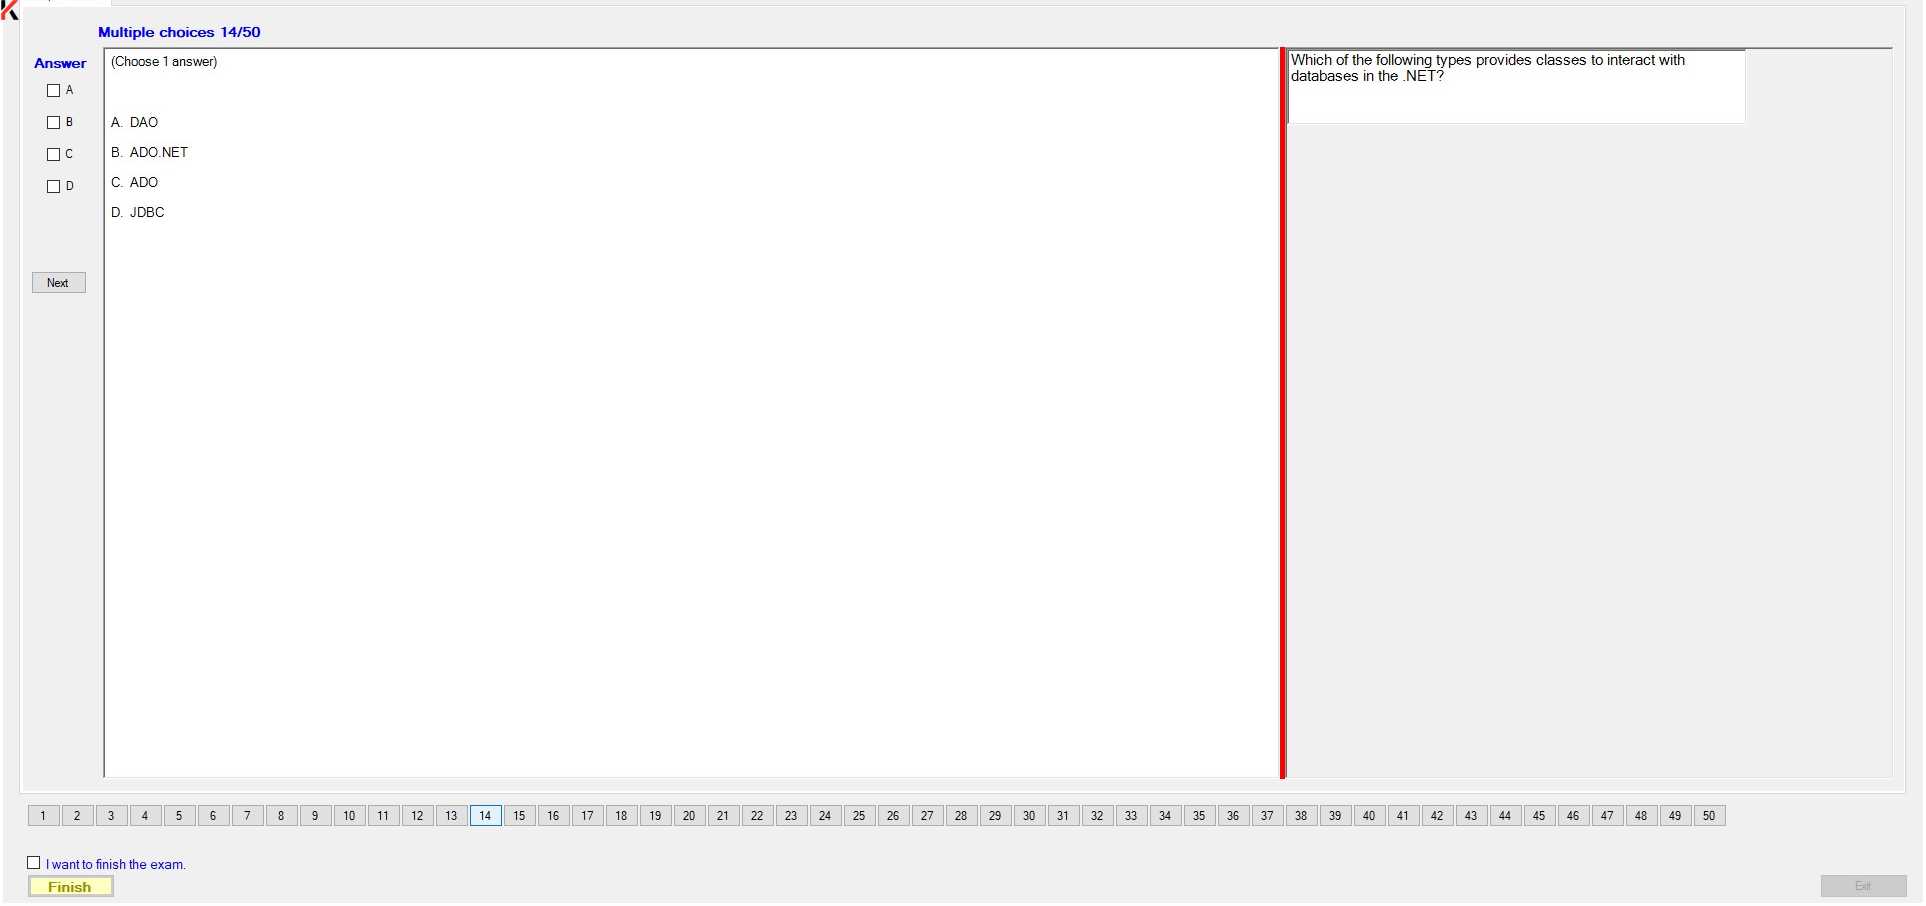 Multiple choices 14/50
Answer
(Choose 1 answer)
Which of the following types provides classes to interact with
databases in the .NET?
A
B
C
D
A. DAO
B. ADO.NET
C. ADO
D. JDBC
Next
1 2 3 4 5 6 7 8 9 10 11 12 13 14 15 16 17 18 19 20 21 22 23 24 25 26 27 28 29 30 31 32 33 34 35 36 37 38 39 40 41 42 43 44 45 46 47 48 49 50
I want to finish the exam.
Finish
Exit